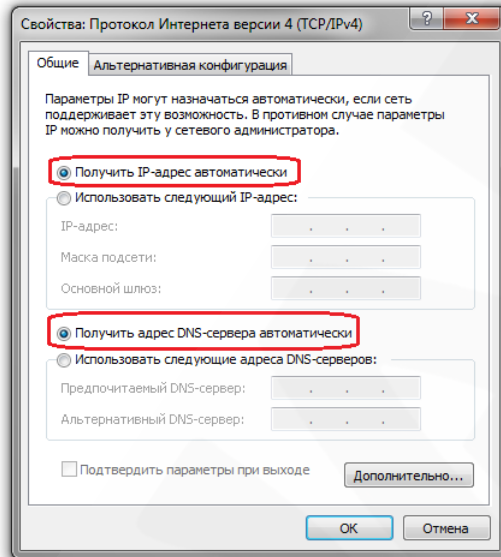 Свойства: Протокол Интернета версии 4 (TCP/IPv4)
Общие
Альтернативная конфигурация
Параметры IP могут назначаться автоматически, если сеть
поддерживает эту возможность. В противном случае параметры
IP можно получить у сетевого администратора.
Получить IP-адрес автоматически
Использовать следующий IP-адрес:
IP-адрес:
Маска подсети:
Основной шлюз:
Получить адрес DNS-сервера автоматически
Использовать следующие адреса DNS-серверов:
Предпочитаемый DNS-сервер:
Альтернативный DNS-сервер:
Подтвердить параметры при выходе
Дополнительно...
ОК
Отмена